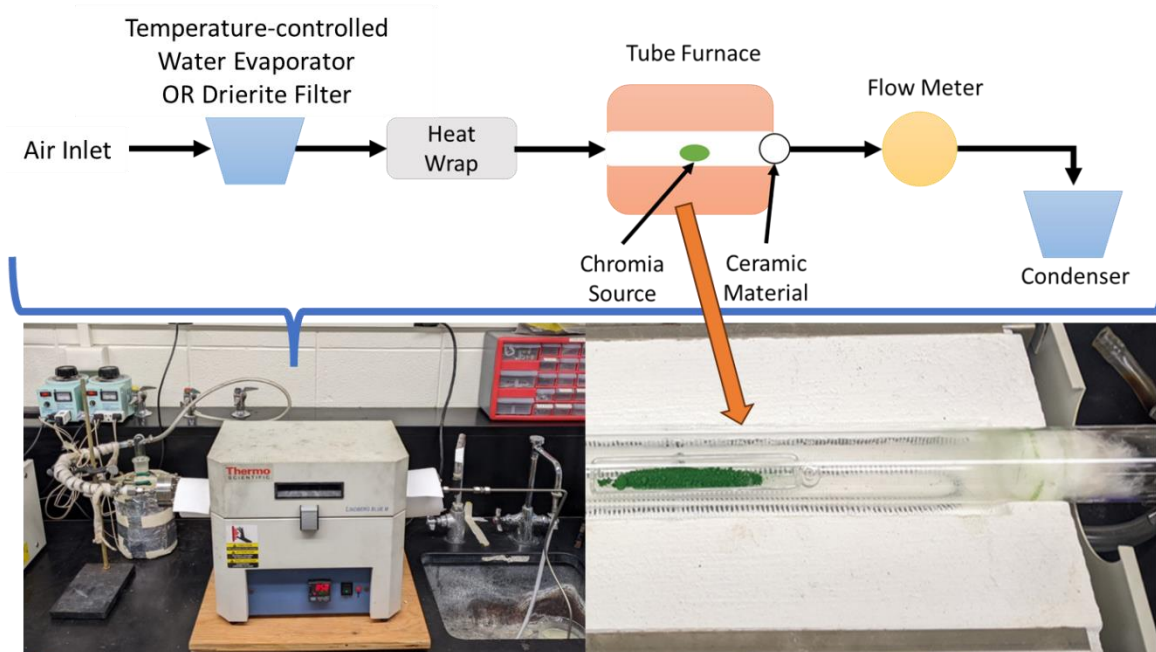 Temperature-controlled
Water Evaporator
OR Drierite Filter
Tube Furnace
Flow Meter
Air Inlet
Heat
Wrap
Chromia
Source
Ceramic
Material
Condenser
Thermo
SCIENTIFIC